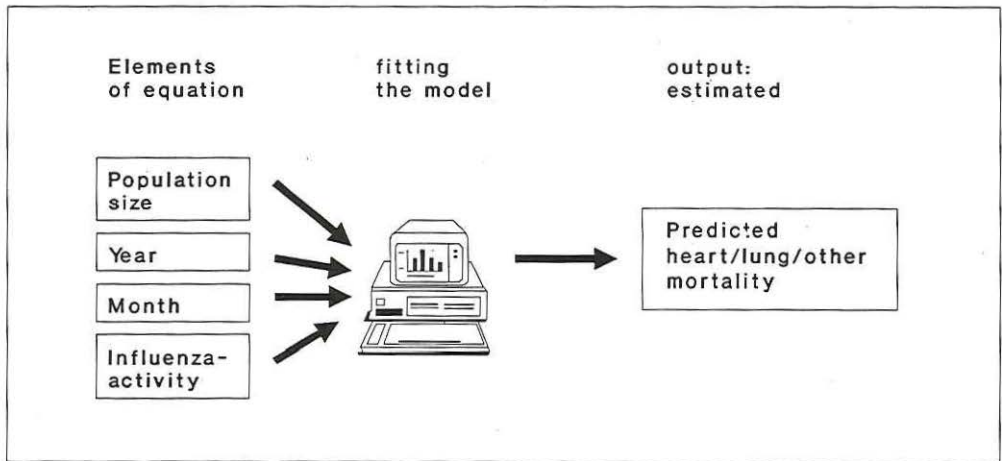 Elements
of equation
fitting
the model
output:
estimated
Population
size
Year
Month
Influenza-
activity
Predicted
heart/lung/other
mortality